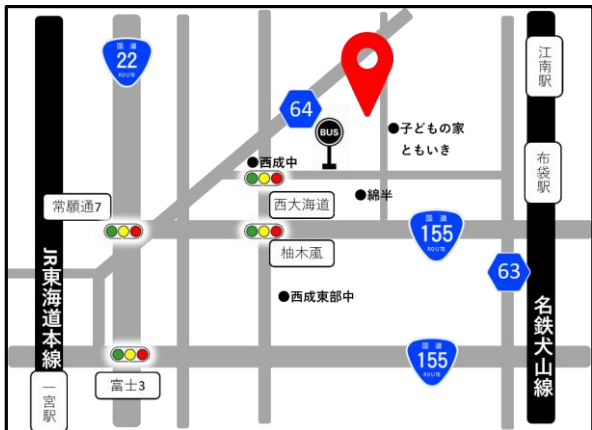 国道
22
ROUTE
江南駅
64
BUS
●子どもの家
ともいき
●西成中
布袋駅
西大海道
●綿半
常願通7
国道
155
ROUTE
柚木颪
63
JR東海道本線
名鉄犬山線
●西成東部中
国道
155
ROUTE
富士3
一宮駅